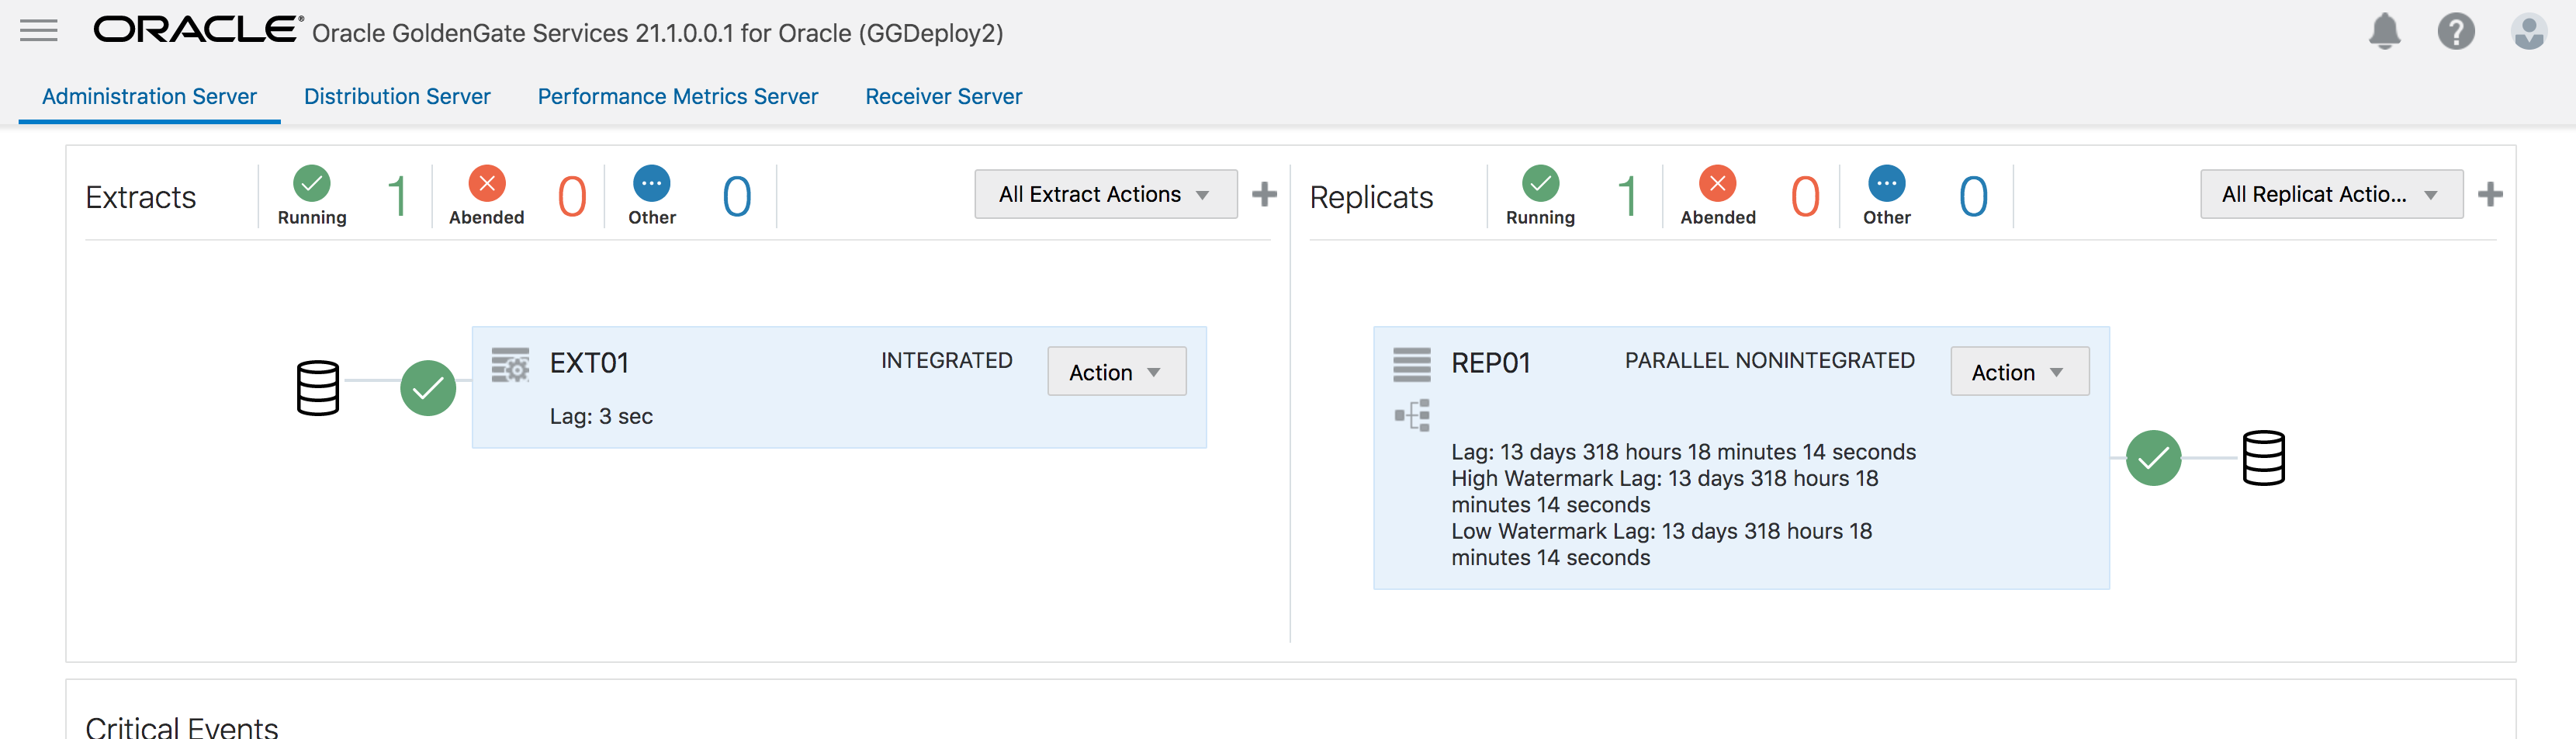 ORACLE® Oracle GoldenGate Services 21.1.0.0.1 for Oracle (GGDeploy2)
Administration Server Distribution Server Performance Metrics Server Receiver Server
Extracts Running 1 Abended 0 Other 0 All Extract Actions
Replicats Running 1 Abended 0 Other 0 All Replicat Actio...
EXT01 INTEGRATED Action
Lag: 3 sec
REP01 PARALLEL NONINTEGRATED Action
Lag: 13 days 318 hours 18 minutes 14 seconds
High Watermark Lag: 13 days 318 hours 18
minutes 14 seconds
Low Watermark Lag: 13 days 318 hours 18
minutes 14 seconds
Critical Events